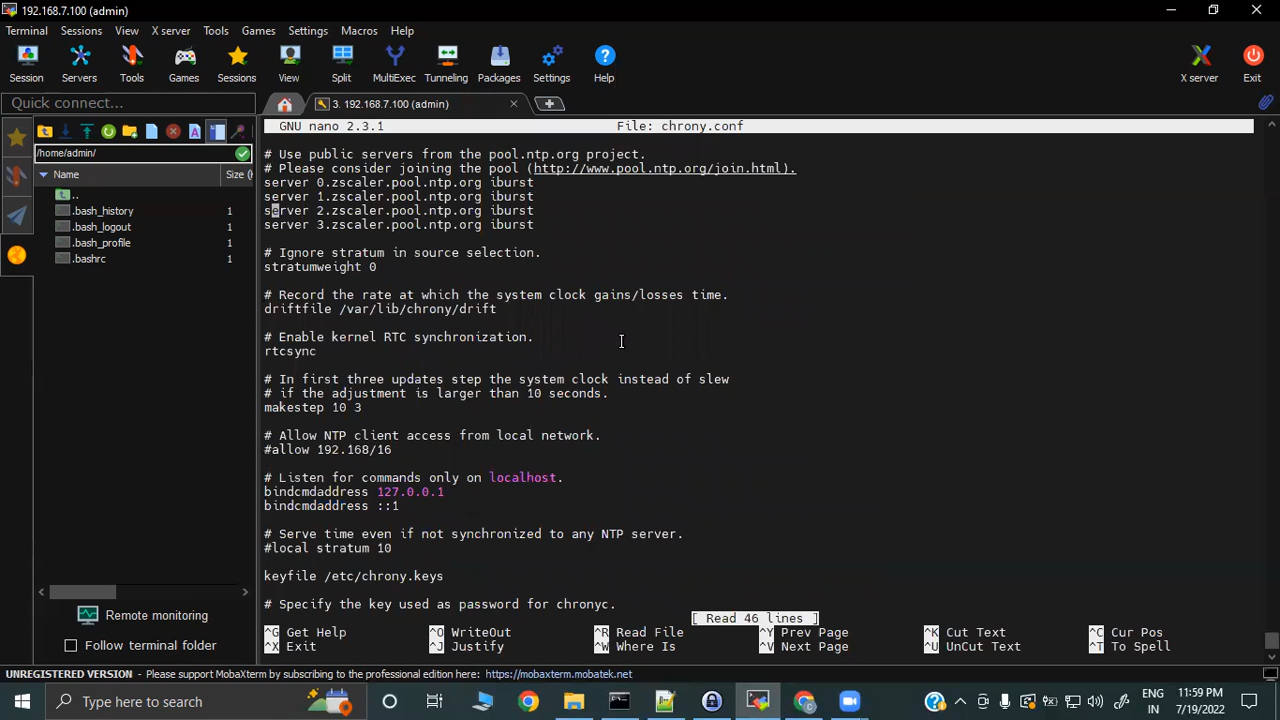 192.168.7.100 (admin)
Terminal Sessions View X server Tools Games Settings Macros Help
Session Servers Tools Games Sessions View Split MultiExec Tunneling Packages Settings Help X server Exit
Quick connect...
3. 192.168.7.100 (admin)
/home/admin/
Name Size (
..
.bash_history 1
.bash_logout 1
.bash_profile 1
.bashrc 1
Remote monitoring
Follow terminal folder
GNU nano 2.3.1 File: chrony.conf
# Use public servers from the pool.ntp.org project.
# Please consider joining the pool (http://www.pool.ntp.org/join.html).
server 0.zscaler.pool.ntp.org iburst
server 1.zscaler.pool.ntp.org iburst
server 2.zscaler.pool.ntp.org iburst
server 3.zscaler.pool.ntp.org iburst
# Ignore stratum in source selection.
stratumweight 0
# Record the rate at which the system clock gains/losses time.
driftfile /var/lib/chrony/drift
# Enable kernel RTC synchronization.
rtcsync
# In first three updates step the system clock instead of slew
# if the adjustment is larger than 10 seconds.
makestep 10 3
# Allow NTP client access from local network.
#allow 192.168/16
# Listen for commands only on localhost.
bindcmdaddress 127.0.0.1
bindcmdaddress ::1
# Serve time even if not synchronized to any NTP server.
#local stratum 10
keyfile /etc/chrony.keys
# Specify the key used as password for chronyc.
[ Read 46 lines ]
^G Get Help ^O WriteOut ^R Read File ^Y Prev Page ^K Cut Text ^C Cur Pos
^X Exit ^J Justify ^W Where Is ^V Next Page ^U UnCut Text ^T To Spell
UNREGISTERED VERSION - Please support MobaXterm by subscribing to the professional edition here: https://mobaxterm.mobatek.net
Type here to search
ENG
IN
11:59 PM
7/19/2022